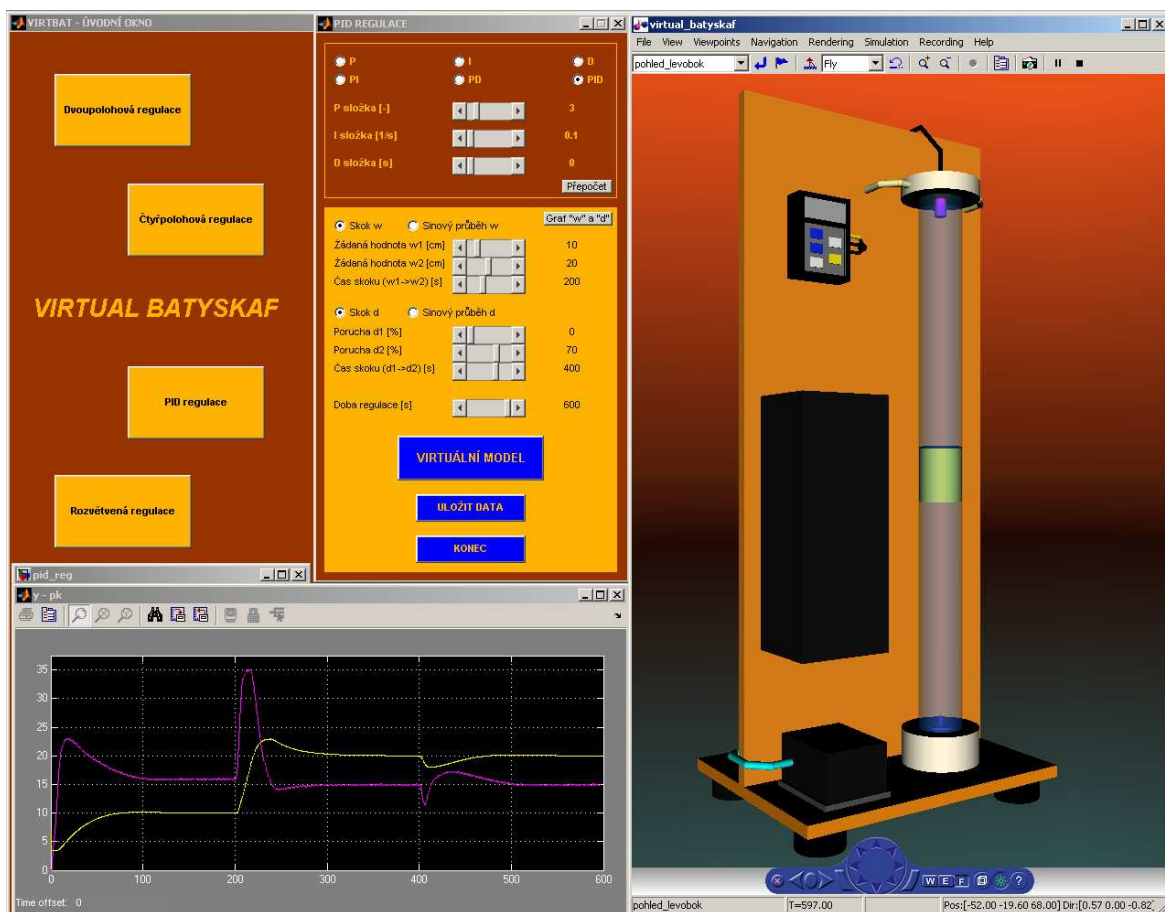 VIRTBAT - ÚVODNÍ OKNO
Dvoupolohová regulace
Čtyřpolohová regulace
VIRTUAL BATYSKAF
PID regulace
Rozvětvená regulace
PID REGULACE
P I D
PI PD PID
P složka [-] 3
I složka [1/s] 0.1
D složka [s] 0
Přepočet
Graf "w" a "d"
Skok w Sinový průběh w
Žádaná hodnota w1 [cm] 10
Žádaná hodnota w2 [cm] 20
Čas skoku (w1->w2) [s] 200
Skok d Sinový průběh d
Porucha d1 [%] 0
Porucha d2 [%] 70
Čas skoku (d1->d2) [s] 400
Doba regulace [s] 600
VIRTUÁLNÍ MODEL
ULOŽIT DATA
KONEC
pid_reg
y - pk
35
30
25
20
15
10
5
0
0 100 200 300 400 500 600
Time offset: 0
virtual_batyskaf
File View Viewpoints Navigation Rendering Simulation Recording Help
pohled_levobok Fly
W E F ?
pohled_levobok T=597.00 Pos:[-52.00 -19.60 68.00] Dir:[0.57 0.00 -0.82]